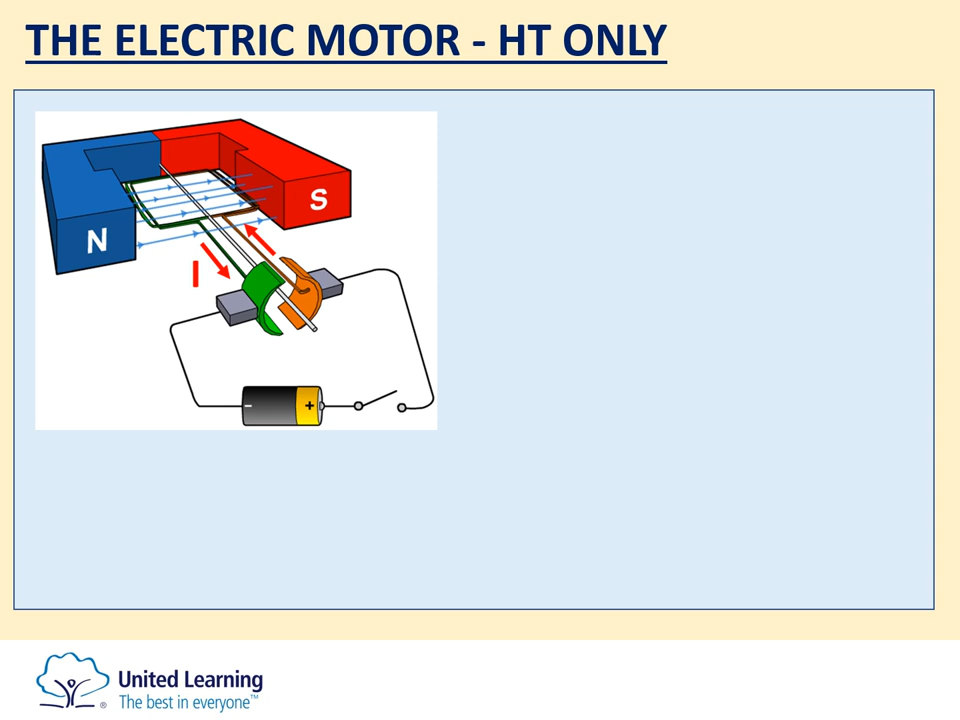 THE ELECTRIC MOTOR - HT ONLY
S
N
I
- +
United Learning
®
The best in everyone™